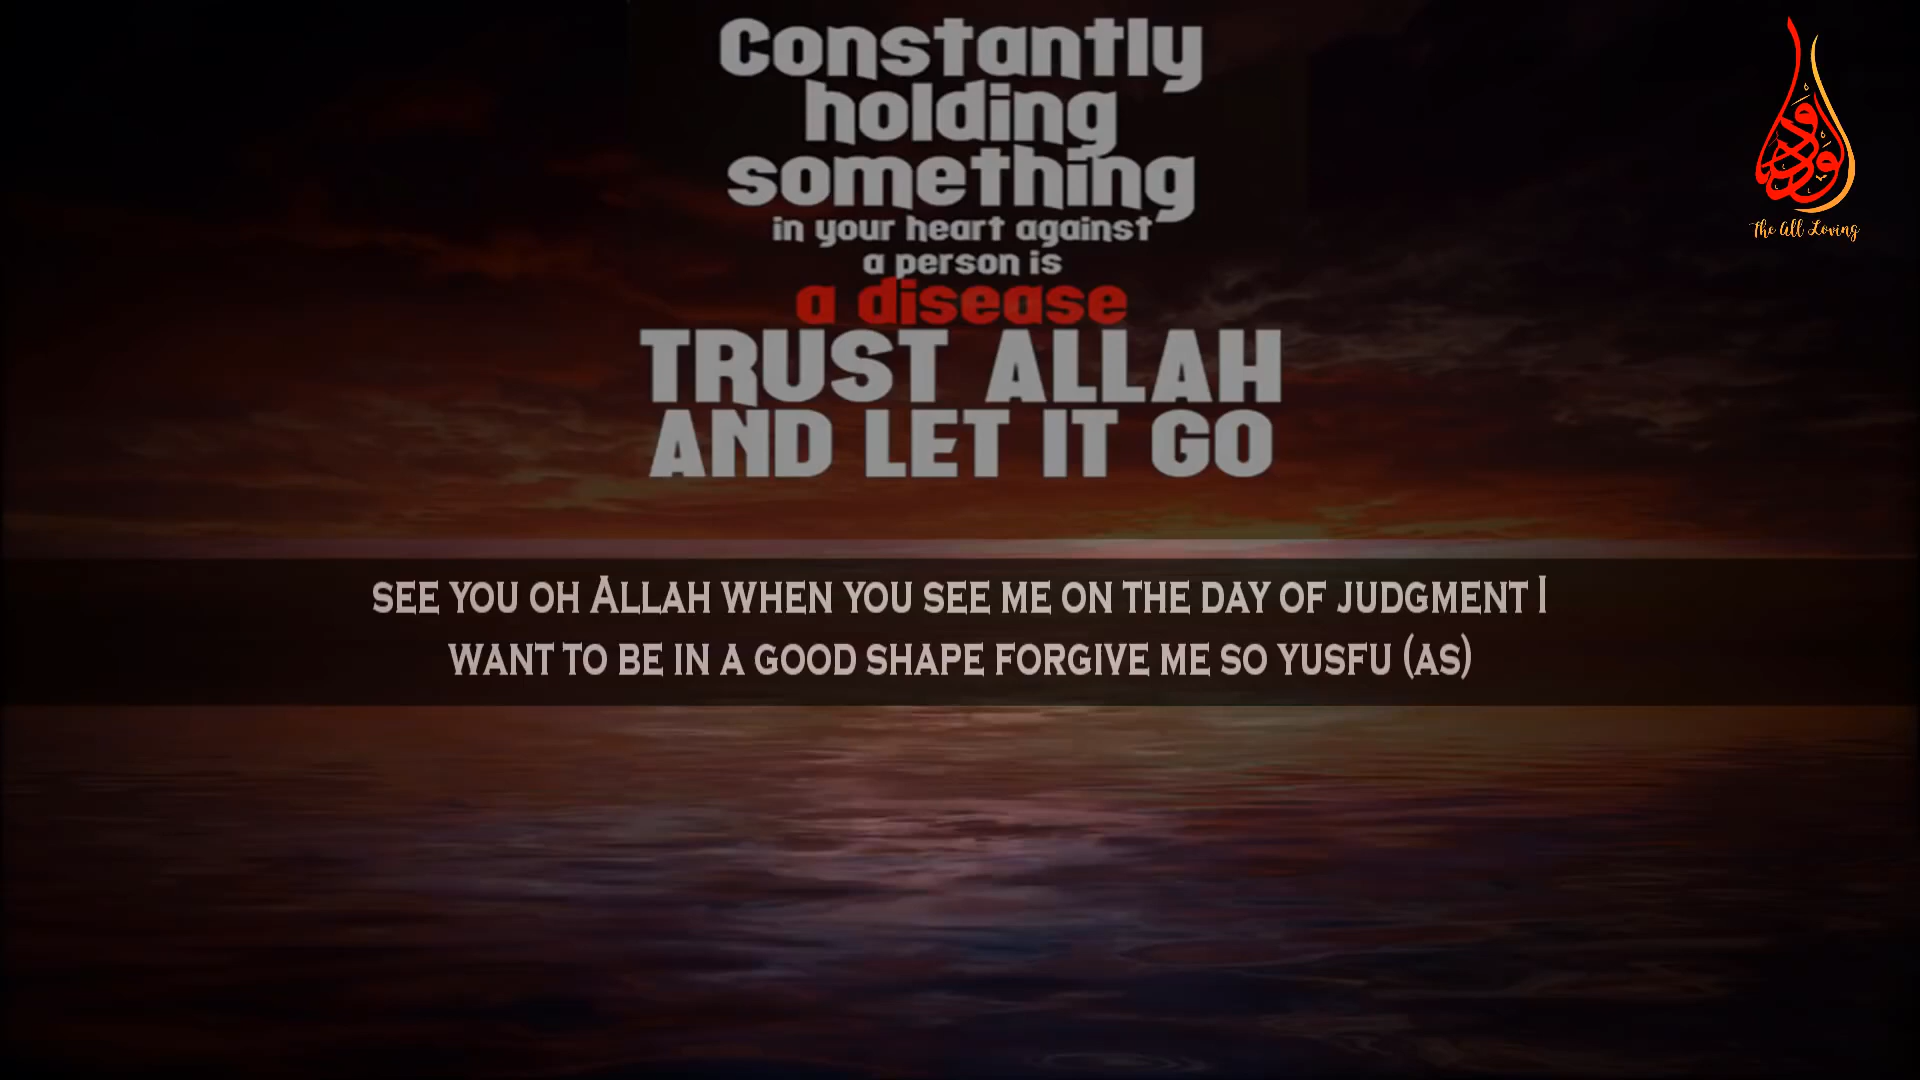 Constantly
holding
something
in your heart against
a person is
a disease
TRUST ALLAH
AND LET IT GO
The All Loving
see you oh Allah when you see me on the day of judgment I
want to be in a good shape forgive me so yusfu (as)